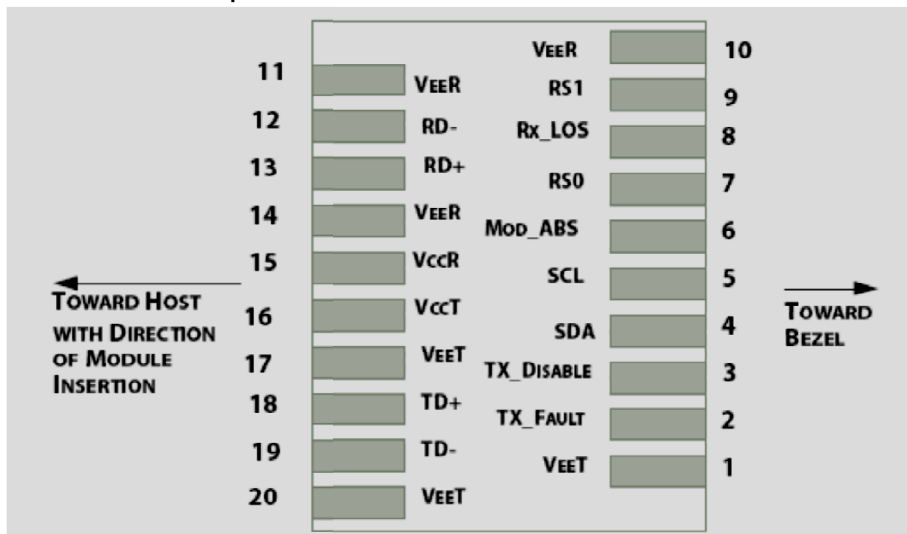 VEER 10
11 VEER RS1 9
12 RD- RX_LOS 8
13 RD+ RS0 7
14 VEER MOD_ABS 6
15 VCCR SCL 5
16 VCCT SDA 4
17 VEET TX_DISABLE 3
18 TD+ TX_FAULT 2
19 TD- VEET 1
20 VEET
TOWARD HOST
WITH DIRECTION
OF MODULE
INSERTION
TOWARD
BEZEL